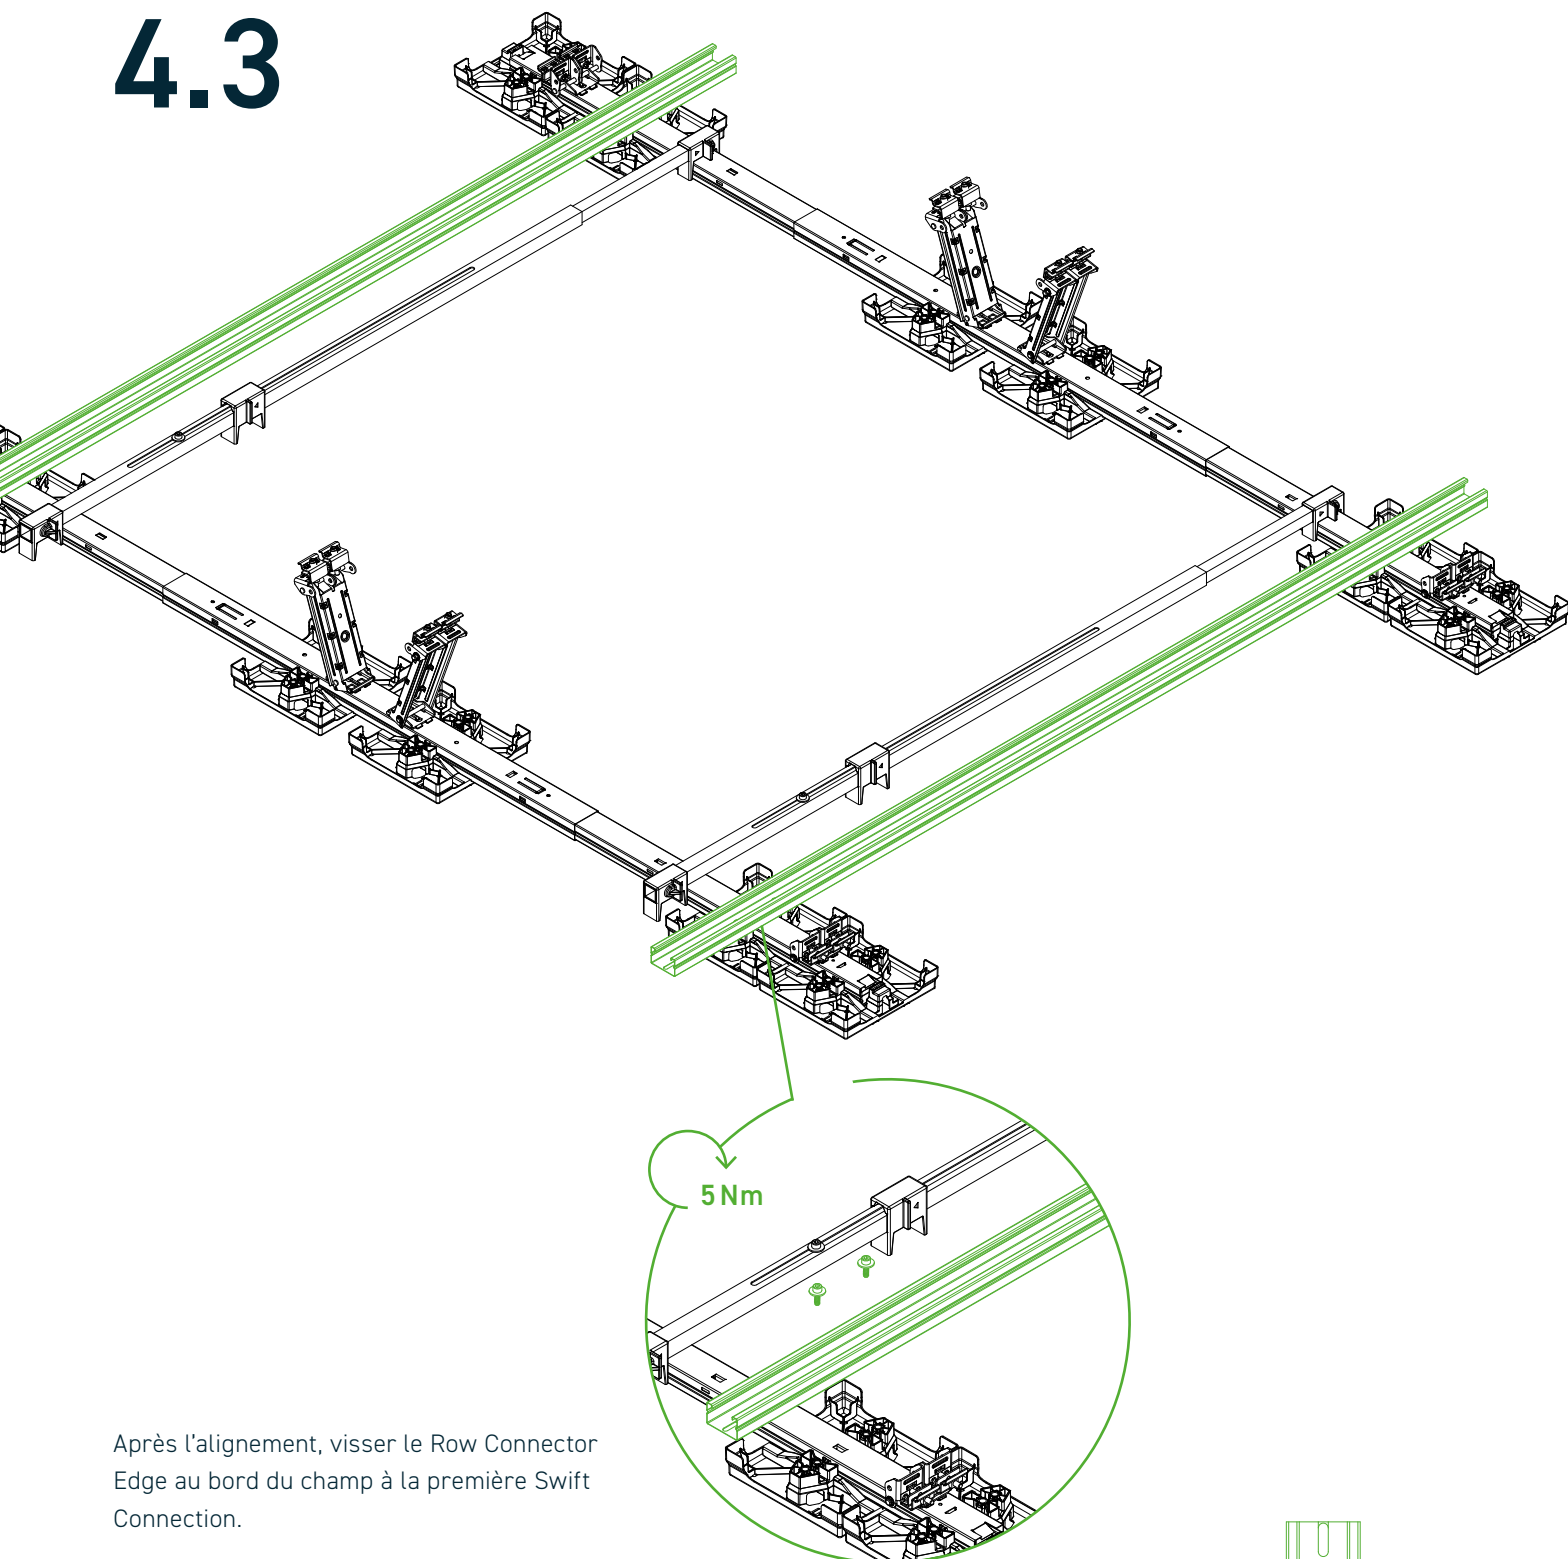 4.3
5 Nm
Après l'alignement, visser le Row Connector
Edge au bord du champ à la première Swift
Connection.